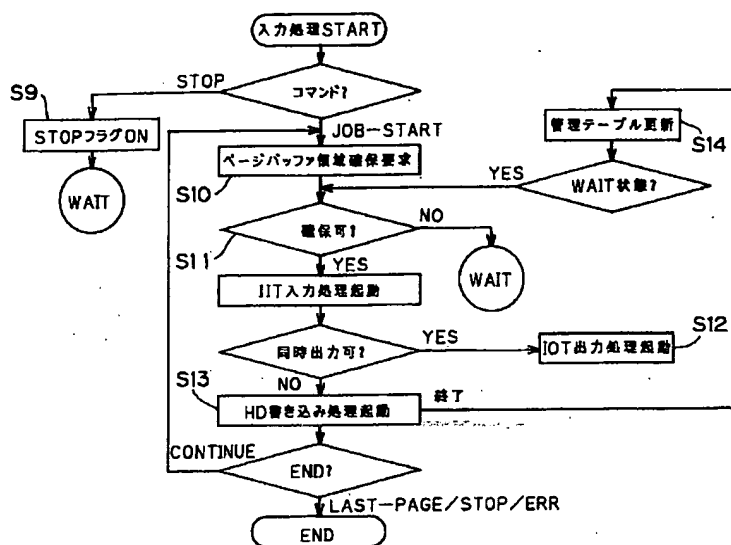 入力処理START
コマンド?
STOP
S9
STOPフラグON
WAIT
JOB-START
管理テーブル更新
S14
ページバッファ領域確保要求
S10
YES
WAIT状態?
確保可?
NO
S11
WAIT
YES
IIT入力処理起動
同時出力可?
YES
IOT出力処理起動
S12
S13
NO
終了
HD書き込み処理起動
CONTINUE
END?
LAST-PAGE/STOP/ERR
END